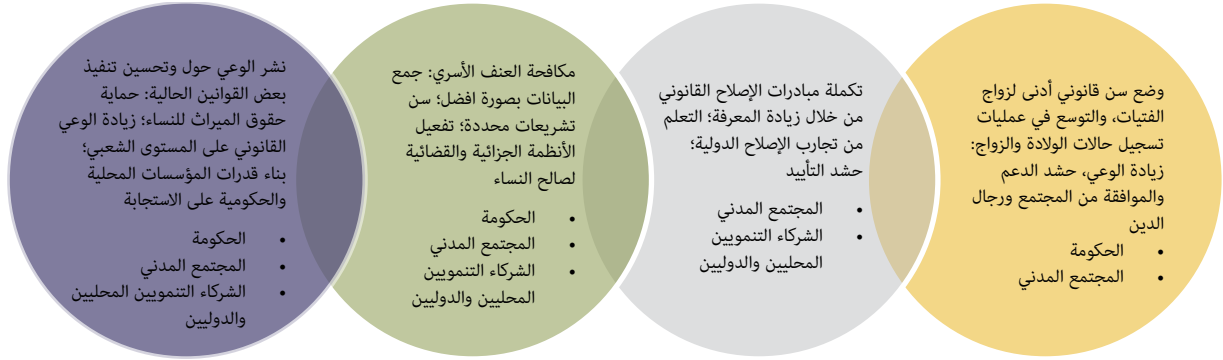 وضع سن قانوني أدنى لزواج
الفتيات، والتوسع في عمليات
تسجيل حالات الولادة والزواج:
زيادة الوعي، حشد الدعم
والموافقة من المجتمع ورجال
الدين
• الحكومة
• المجتمع المدني
تكملة مبادرات الإصلاح القانوني
من خلال زيادة المعرفة؛ التعلم
من تجارب الإصلاح الدولية؛
حشد التأييد
• المجتمع المدني
• الشركاء التنمويين
المحليين والدوليين
مكافحة العنف الأسري: جمع
البيانات بصورة افضل؛ سن
تشريعات محددة؛ تفعيل
الأنظمة الجزائية والقضائية
لصالح النساء
• الحكومة
• المجتمع المدني
• الشركاء التنمويين
المحليين والدوليين
نشر الوعي حول وتحسين تنفيذ
بعض القوانين الحالية: حماية
حقوق الميراث للنساء؛ زيادة الوعي
القانوني على المستوى الشعبي؛
بناء قدرات المؤسسات المحلية
والحكومية على الاستجابة
• الحكومة
• المجتمع المدني
• الشركاء التنمويين المحليين
والدوليين